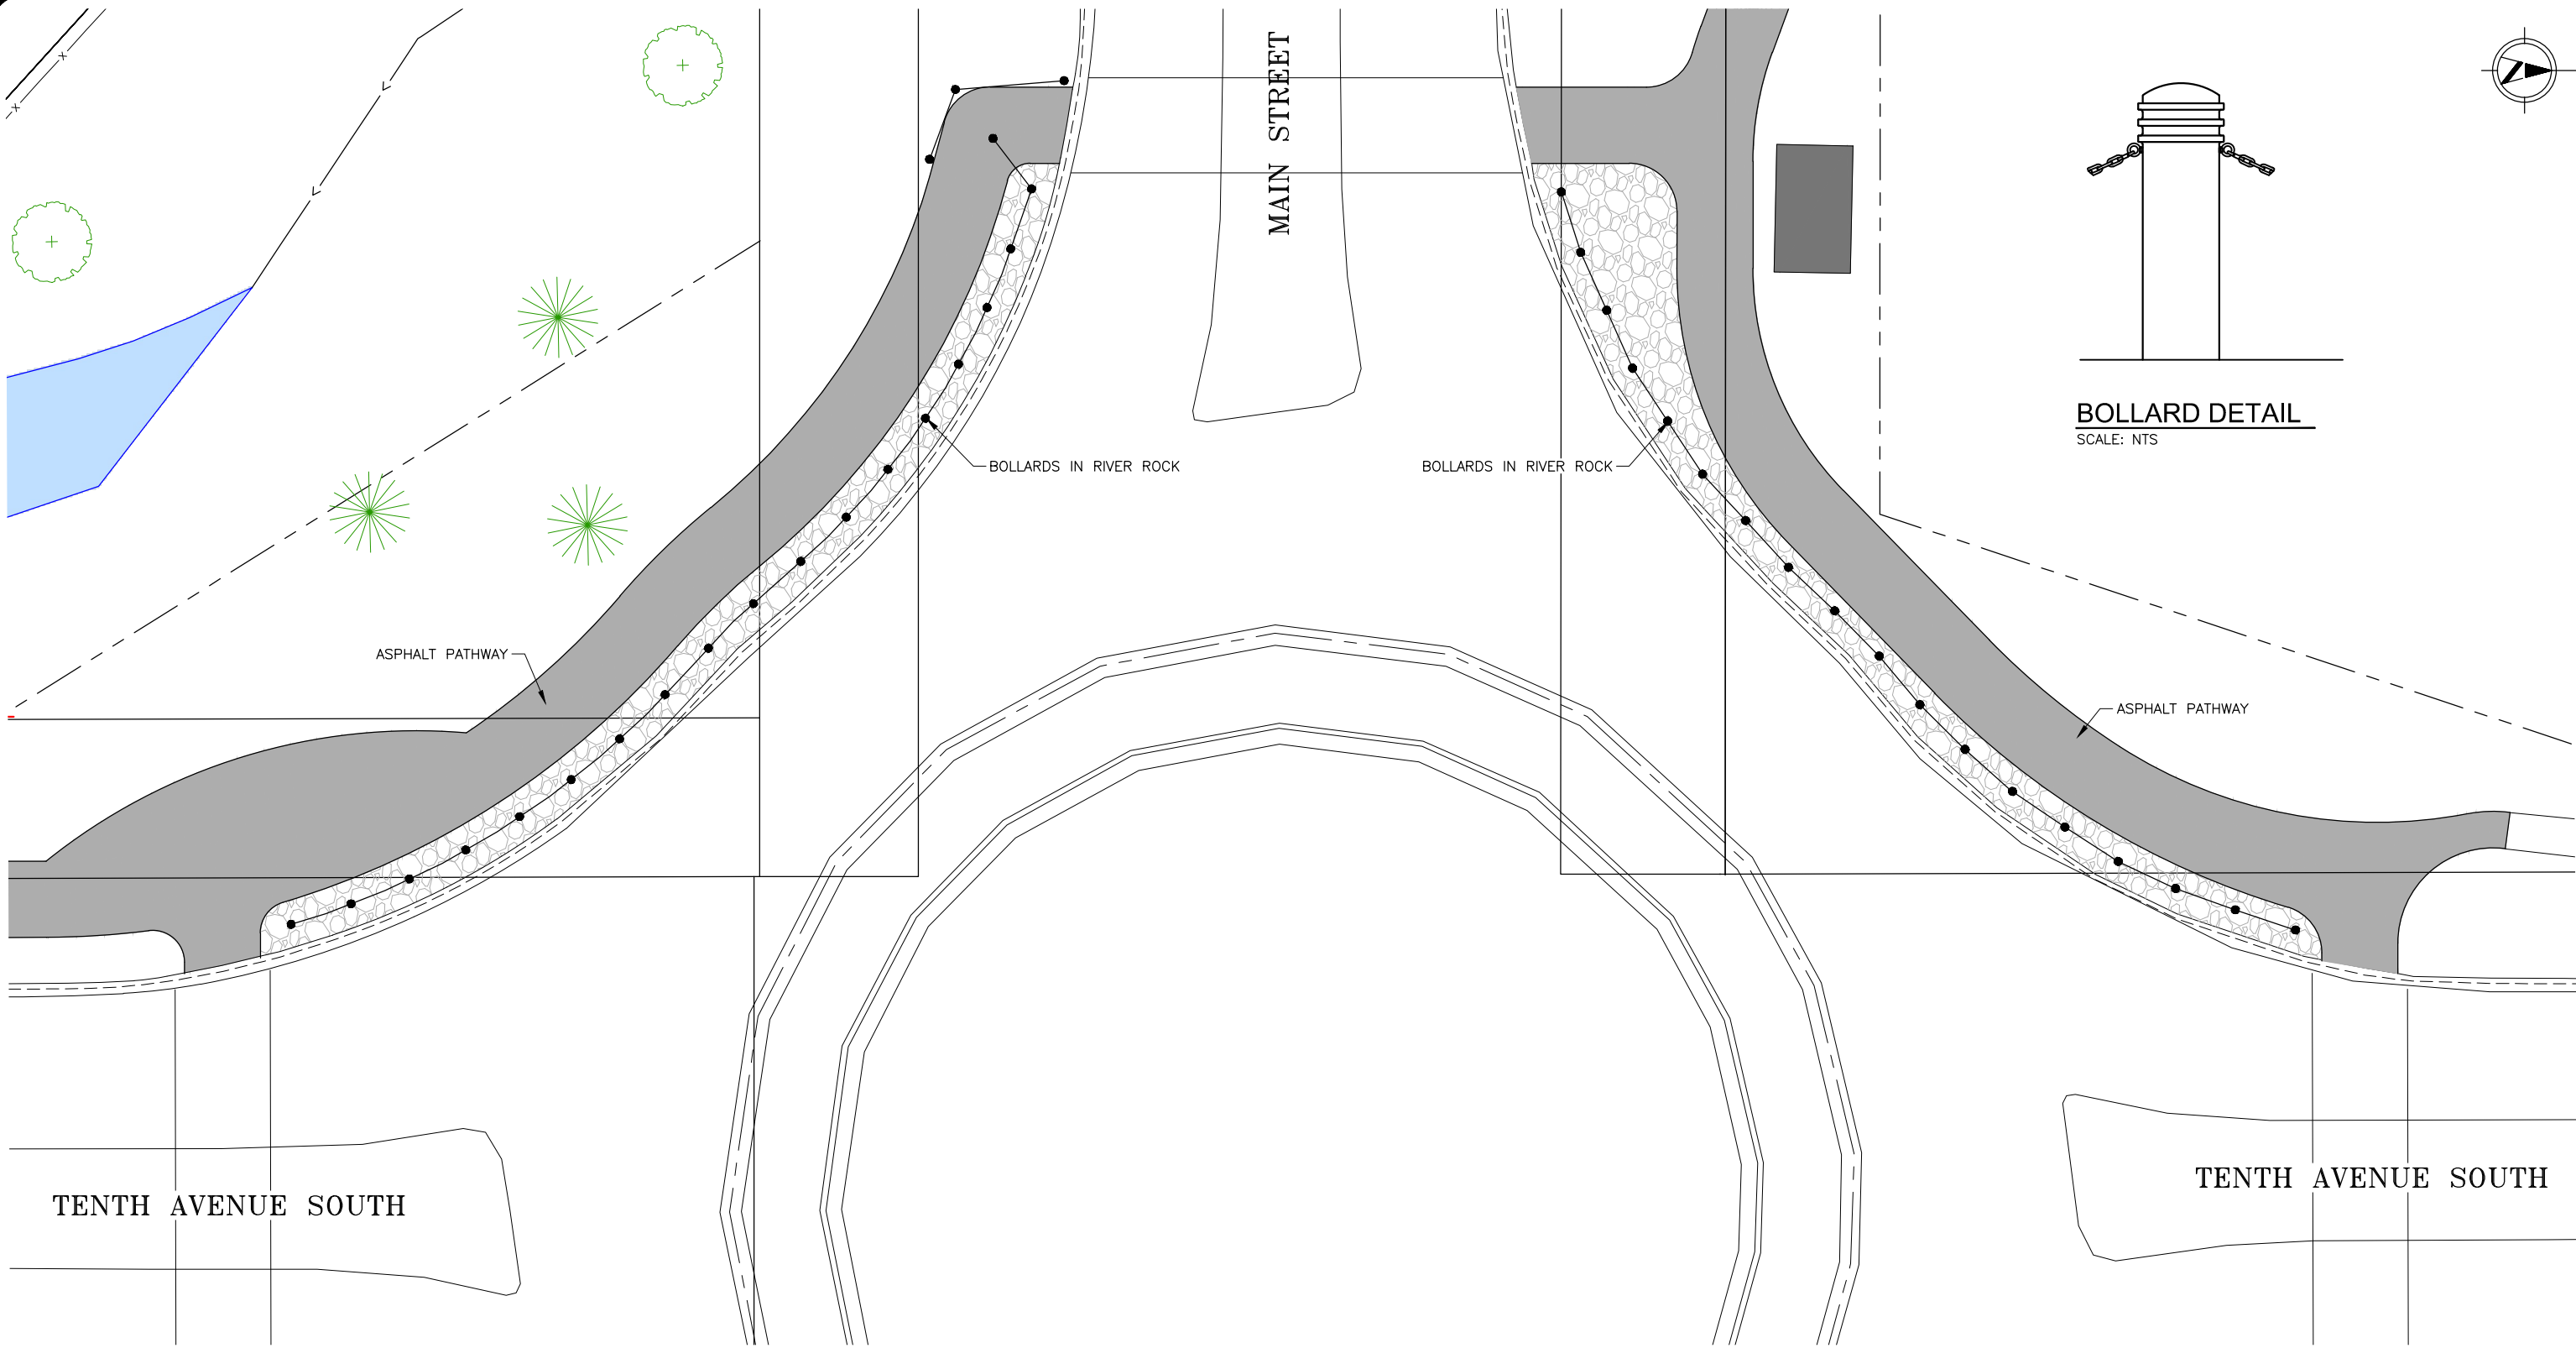 MAIN STREET
BOLLARD DETAIL
SCALE: NTS
BOLLARDS IN RIVER ROCK
BOLLARDS IN RIVER ROCK
ASPHALT PATHWAY
ASPHALT PATHWAY
TENTH AVENUE SOUTH
TENTH AVENUE SOUTH